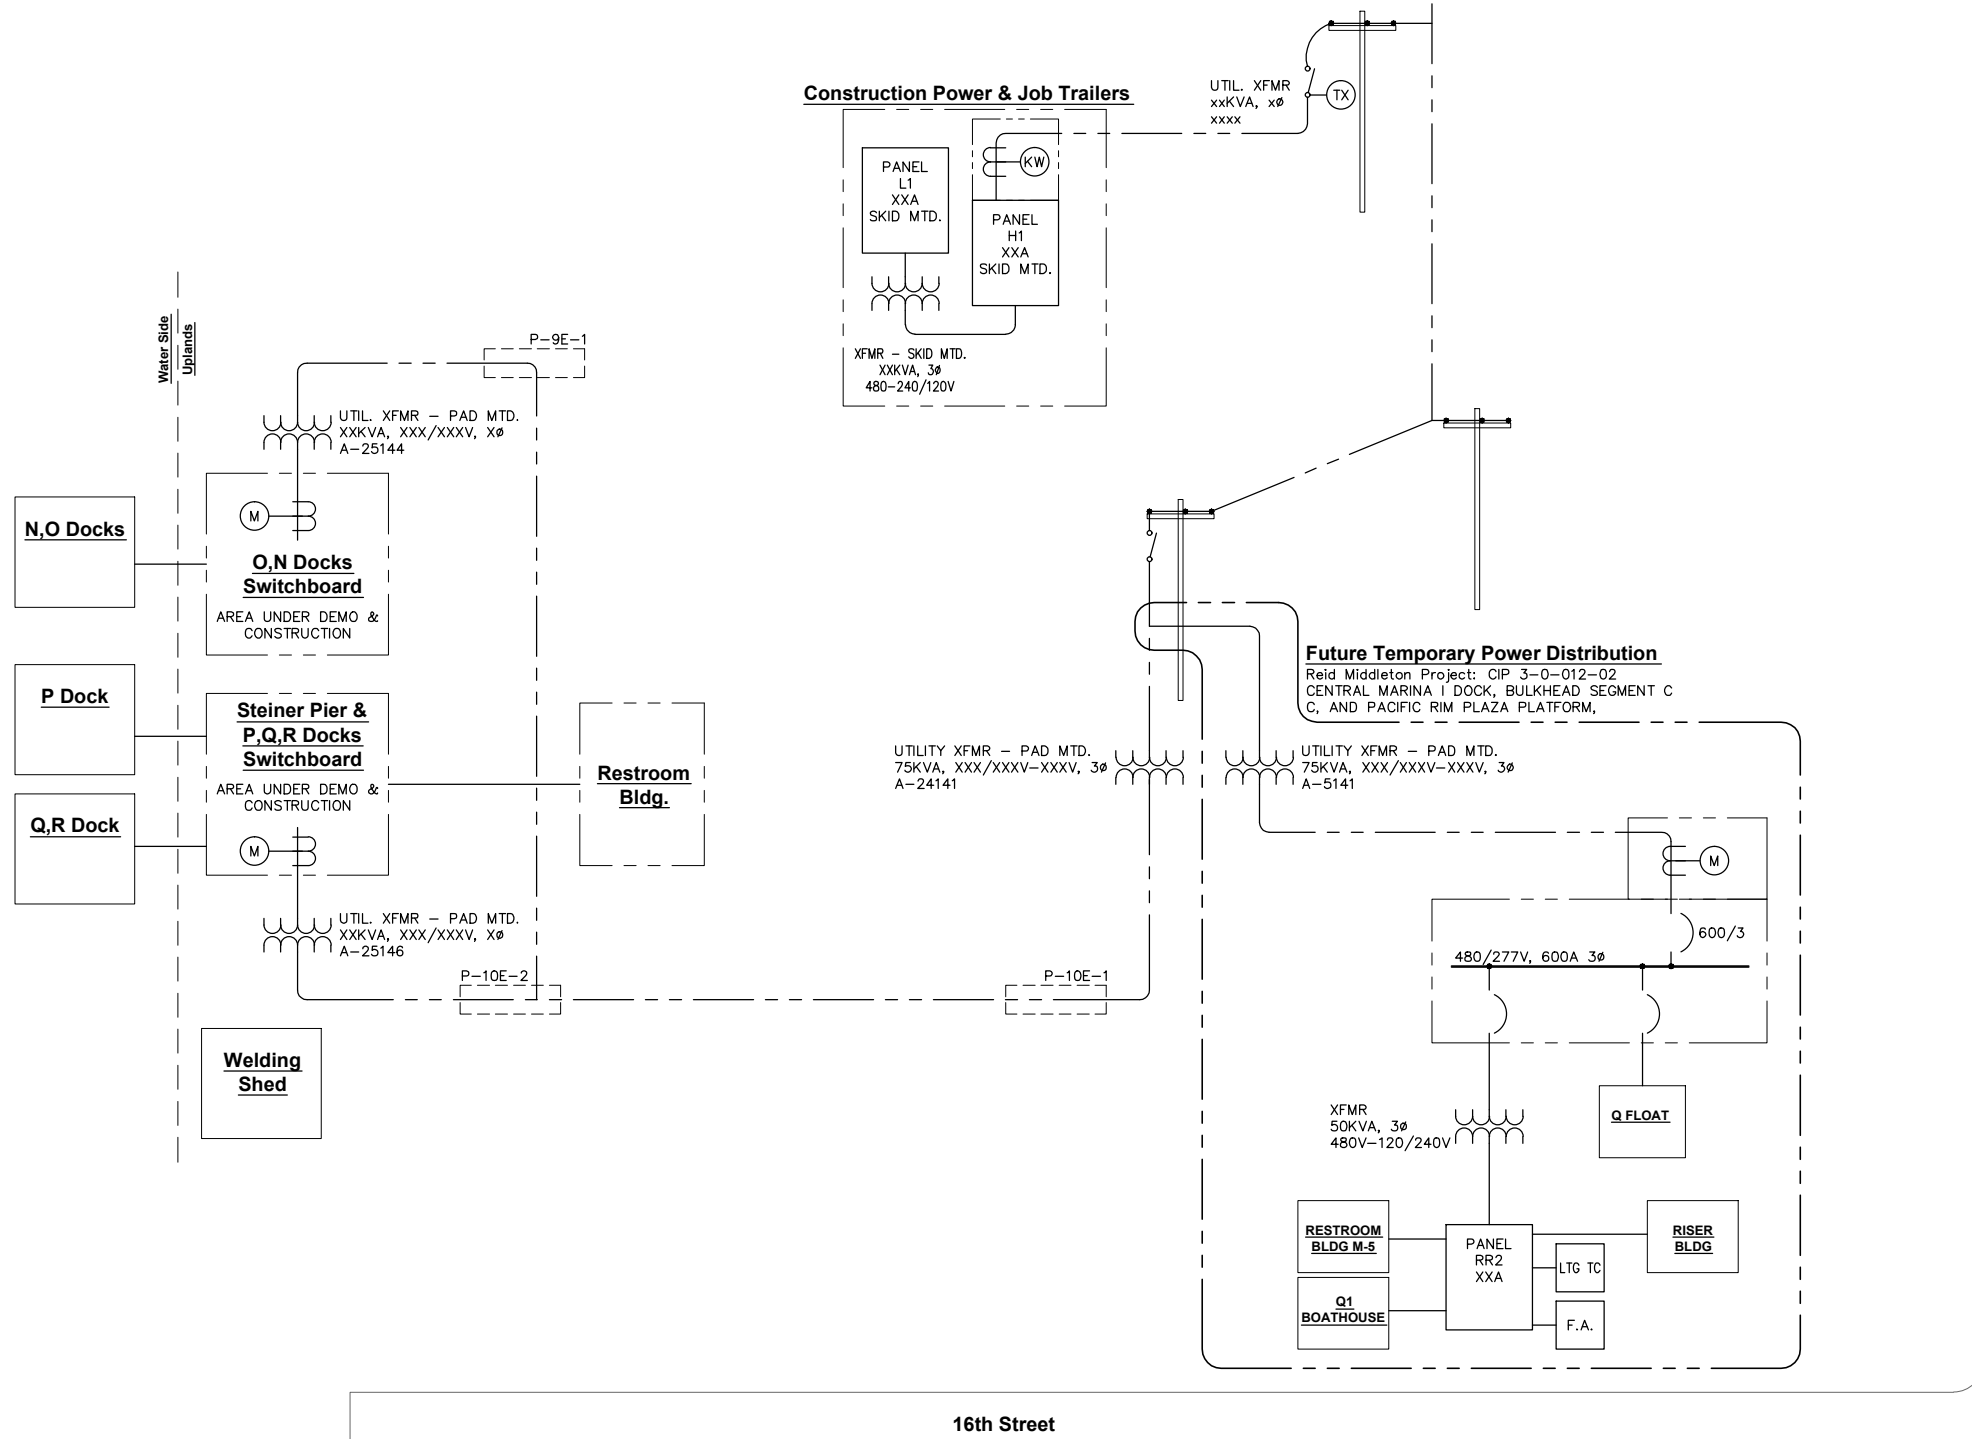 Construction Power & Job Trailers
UTIL. XFMR
xxKVA, xø
xxxx
TX
PANEL
L1
XXA
SKID MTD.
KW
PANEL
H1
XXA
SKID MTD.
XFMR – SKID MTD.
XXKVA, 3ø
480-240/120V
Water Side
Uplands
P-9E-1
UTIL. XFMR – PAD MTD.
XXKVA, XXX/XXXV, Xø
A-25144
N,O Docks
M
O,N Docks
Switchboard
AREA UNDER DEMO &
CONSTRUCTION
P Dock
Steiner Pier &
P,Q,R Docks
Switchboard
AREA UNDER DEMO &
CONSTRUCTION
M
Q,R Dock
Restroom
Bldg.
UTIL. XFMR – PAD MTD.
XXKVA, XXX/XXXV, Xø
A-25146
P-10E-2
P-10E-1
Welding
Shed
Future Temporary Power Distribution
Reid Middleton Project: CIP 3-0-012-02
CENTRAL MARINA I DOCK, BULKHEAD SEGMENT C
C, AND PACIFIC RIM PLAZA PLATFORM,
UTILITY XFMR – PAD MTD.
75KVA, XXX/XXXV-XXXV, 3ø
A-24141
UTILITY XFMR – PAD MTD.
75KVA, XXX/XXXV-XXXV, 3ø
A-5141
M
600/3
480/277V, 600A 3ø
XFMR
50KVA, 3ø
480V-120/240V
Q FLOAT
RESTROOM
BLDG M-5
PANEL
RR2
XXA
RISER
BLDG
LTG TC
Q1
BOATHOUSE
F.A.
16th Street